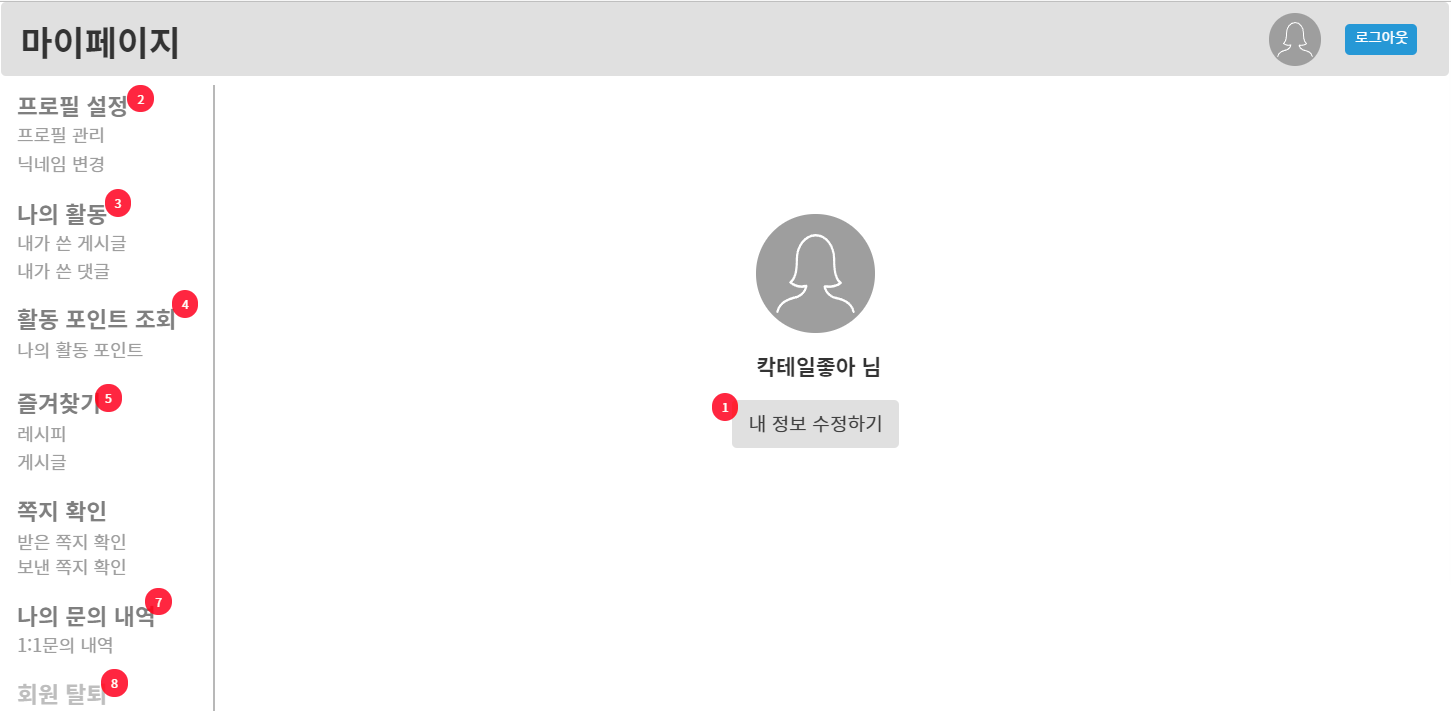 마이페이지
로그아웃
프로필 설정 2
프로필 관리
닉네임 변경
나의 활동 3
내가 쓴 게시글
내가 쓴 댓글
활동 포인트 조회 4
나의 활동 포인트
즐겨찾기 5
레시피
게시글
쪽지 확인
받은 쪽지 확인
보낸 쪽지 확인
나의 문의 내역 7
1:1문의 내역
회원 탈퇴 8
칵테일좋아 님
1 내 정보 수정하기